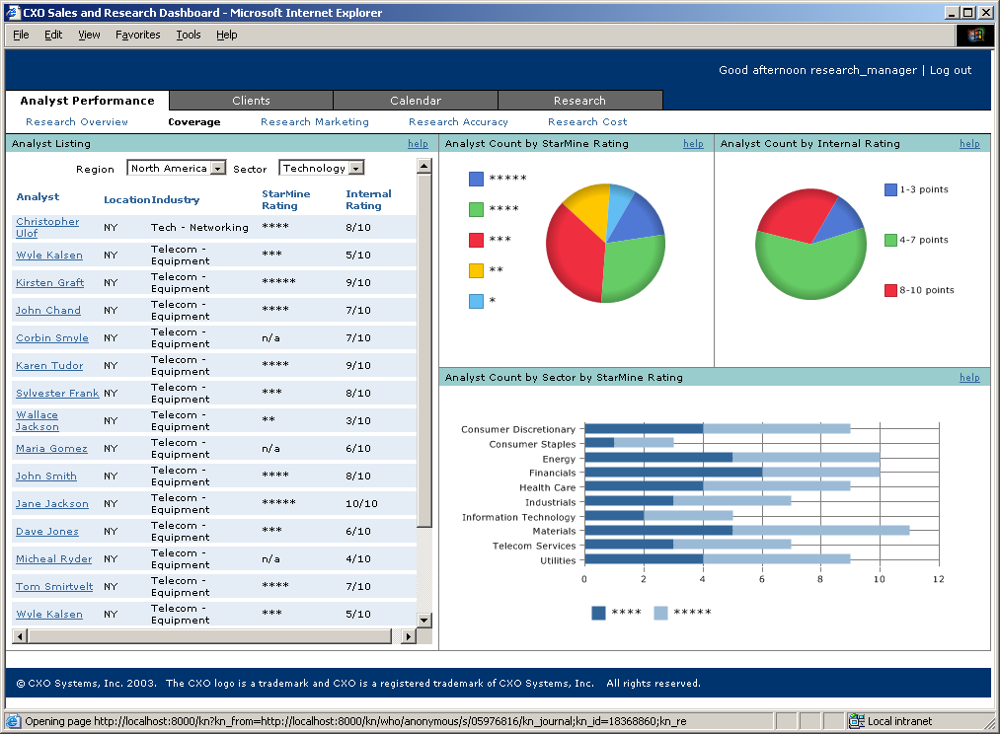 CXO Sales and Research Dashboard - Microsoft Internet Explorer
File Edit View Favorites Tools Help
Good afternoon research_manager | Log out
Analyst Performance Clients Calendar Research
Research Overview Coverage Research Marketing Research Accuracy Research Cost
Analyst Listing help
Region North America Sector Technology
Analyst Location Industry StarMine Rating Internal Rating
Christopher Ulof NY Tech - Networking **** 8/10
Wyle Kalsen NY Telecom - Equipment *** 5/10
Kirsten Graft NY Telecom - Equipment ***** 9/10
John Chand NY Telecom - Equipment **** 7/10
Corbin Smyle NY Telecom - Equipment n/a 7/10
Karen Tudor NY Telecom - Equipment **** 9/10
Sylvester Frank NY Telecom - Equipment *** 8/10
Wallace Jackson NY Telecom - Equipment ** 3/10
Maria Gomez NY Telecom - Equipment n/a 6/10
John Smith NY Telecom - Equipment **** 8/10
Jane Jackson NY Telecom - Equipment ***** 10/10
Dave Jones NY Telecom - Equipment *** 6/10
Micheal Ryder NY Telecom - Equipment n/a 4/10
Tom Smirtvelt NY Telecom - Equipment **** 7/10
Wyle Kalsen NY Telecom - Equipment *** 5/10
Analyst Count by StarMine Rating help
*****
****
***
**
*
Analyst Count by Internal Rating help
1-3 points
4-7 points
8-10 points
Analyst Count by Sector by StarMine Rating help
Consumer Discretionary
Consumer Staples
Energy
Financials
Health Care
Industrials
Information Technology
Materials
Telecom Services
Utilities
0 2 4 6 8 10 12
**** *****
© CXO Systems, Inc. 2003. The CXO logo is a trademark and CXO is a registered trademark of CXO Systems, Inc. All rights reserved.
Opening page http://localhost:8000/kn?kn_from=http://localhost:8000/kn/who/anonymous/s/05976816/kn_journal;kn_id=18368860;kn_re
Local intranet